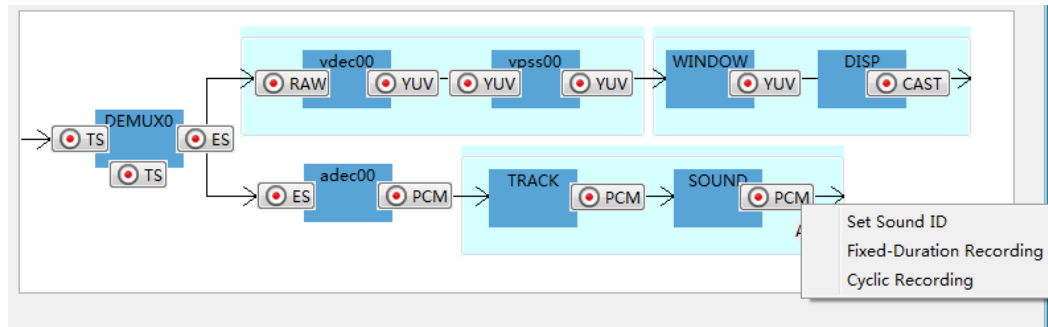 vdec00
vpss00
WINDOW
DISP
RAW
YUV
YUV
YUV
YUV
CAST
DEMUX0
TS
ES
TS
adec00
TRACK
SOUND
ES
PCM
PCM
PCM
Set Sound ID
Fixed-Duration Recording
Cyclic Recording